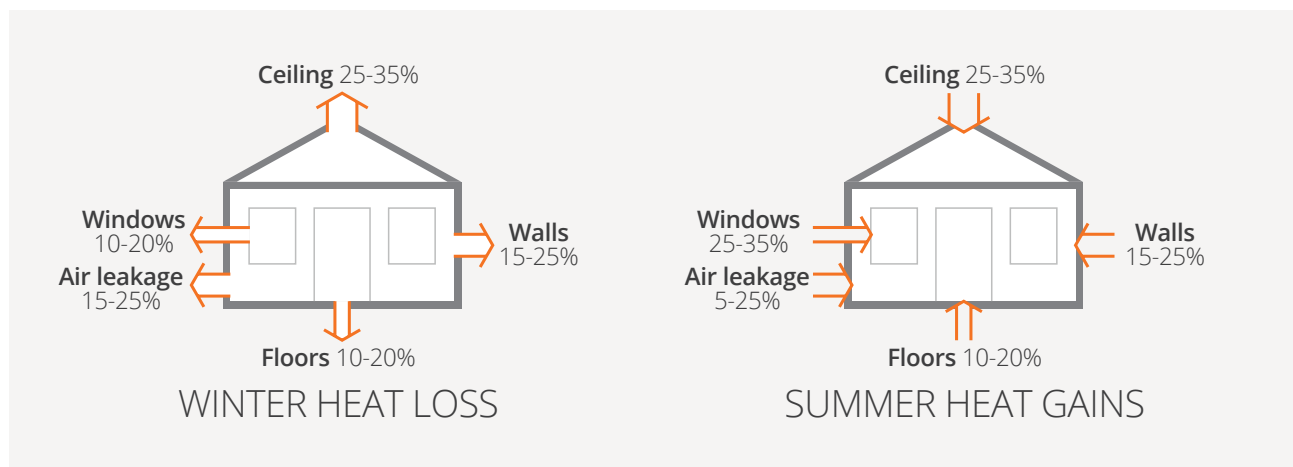 Ceiling 25-35%
Windows
10-20%
Air leakage
15-25%
Walls
15-25%
Floors 10-20%
WINTER HEAT LOSS
Ceiling 25-35%
Windows
25-35%
Air leakage
5-25%
Walls
15-25%
Floors 10-20%
SUMMER HEAT GAINS